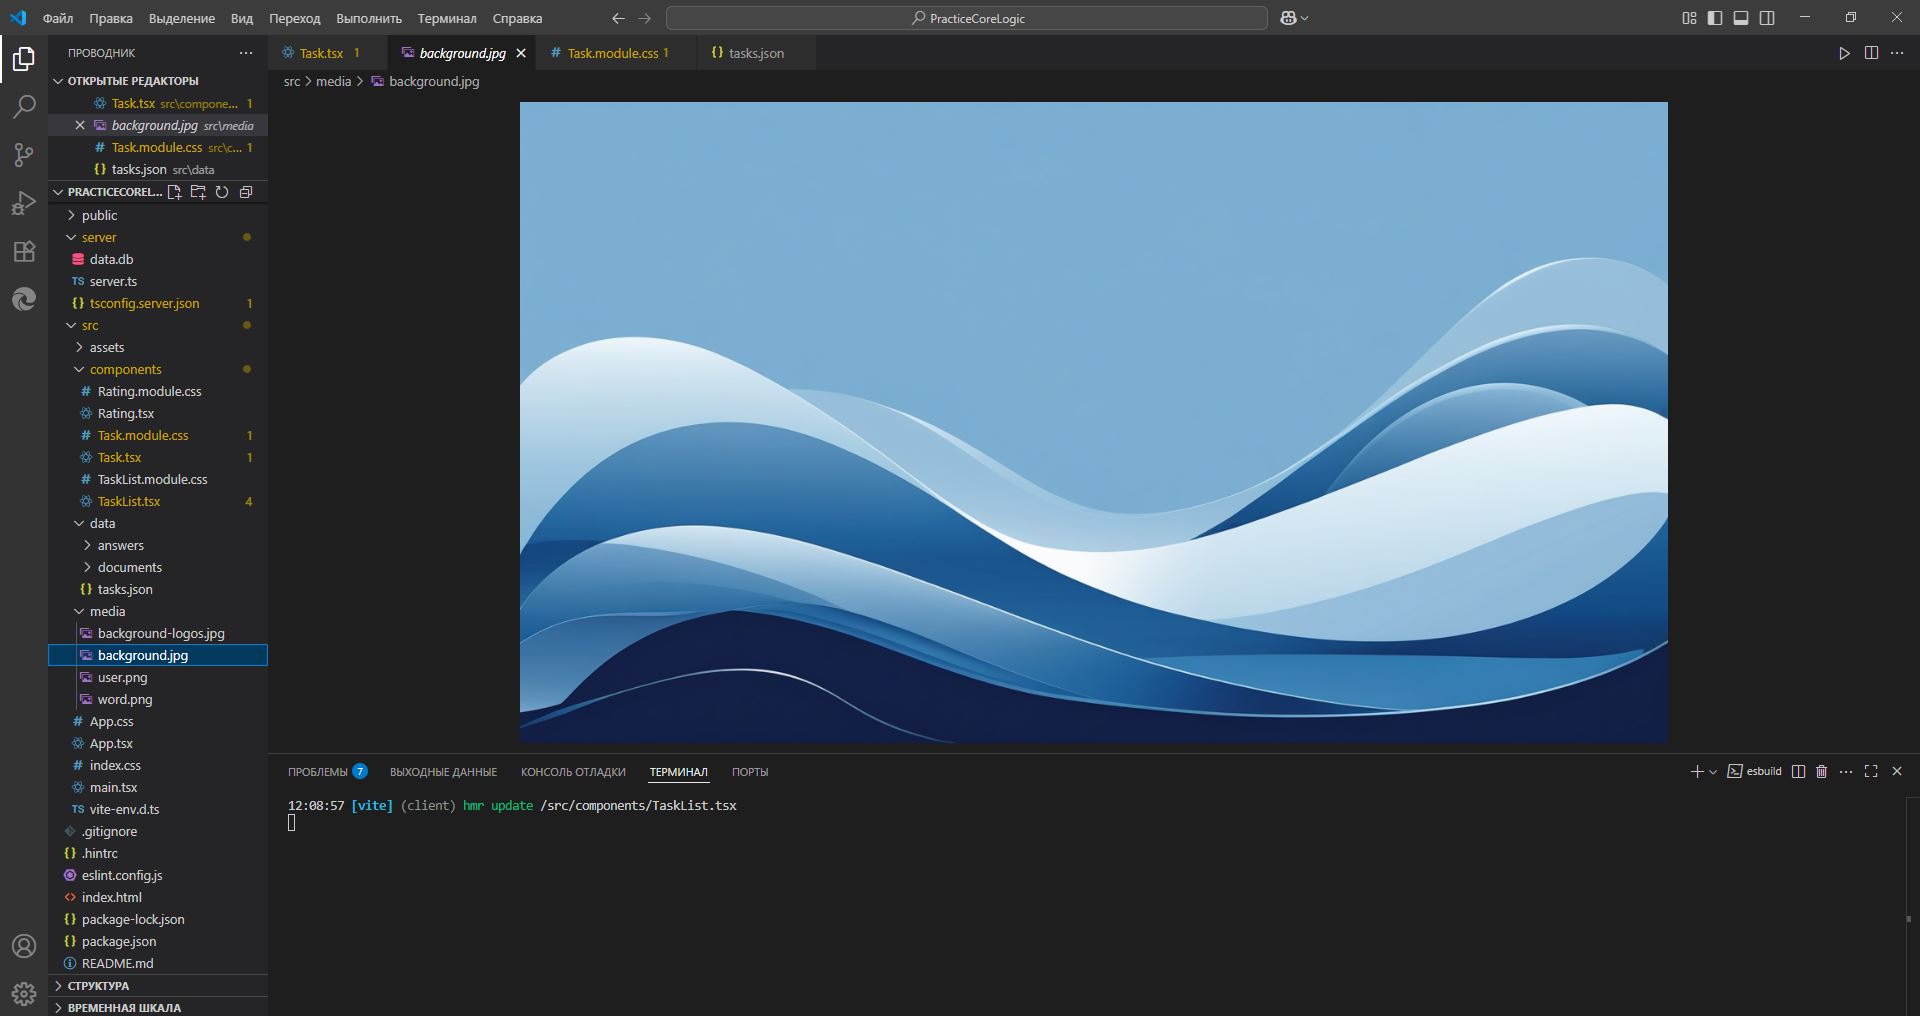 Файл Правка Выделение Вид Переход Выполнить Терминал Справка
PracticeCoreLogic
ПРОВОДНИК
ОТКРЫТЫЕ РЕДАКТОРЫ
Task.tsx src\compone... 1
background.jpg src\media
Task.module.css src\c... 1
tasks.json src\data
PRACTICECOREL...
public
server
data.db
TS server.ts
tsconfig.server.json 1
src
assets
components
Rating.module.css
Rating.tsx
Task.module.css 1
Task.tsx 1
TaskList.module.css
TaskList.tsx 4
data
answers
documents
tasks.json
media
background-logos.jpg
background.jpg
user.png
word.png
App.css
App.tsx
index.css
main.tsx
TS vite-env.d.ts
.gitignore
.hintrc
eslint.config.js
index.html
package-lock.json
package.json
README.md
СТРУКТУРА
ВРЕМЕННАЯ ШКАЛА
Task.tsx 1
background.jpg
Task.module.css 1
tasks.json
src > media > background.jpg
ПРОБЛЕМЫ 7 ВЫХОДНЫЕ ДАННЫЕ КОНСОЛЬ ОТЛАДКИ ТЕРМИНАЛ ПОРТЫ
esbuild
12:08:57 [vite] (client) hmr update /src/components/TaskList.tsx